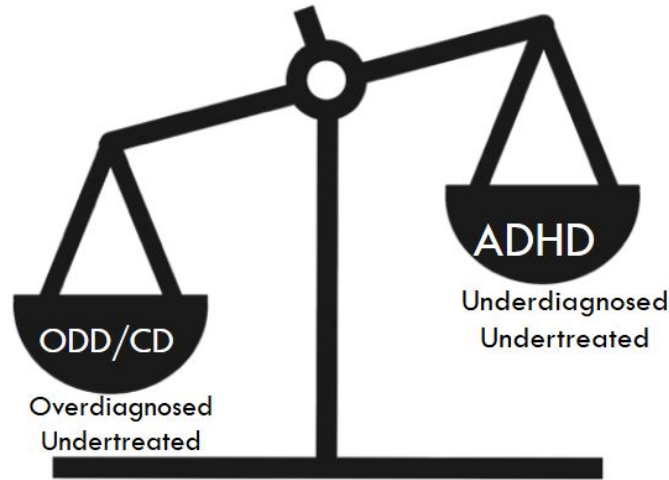 ADHD
Underdiagnosed
Undertreated
ODD/CD
Overdiagnosed
Undertreated